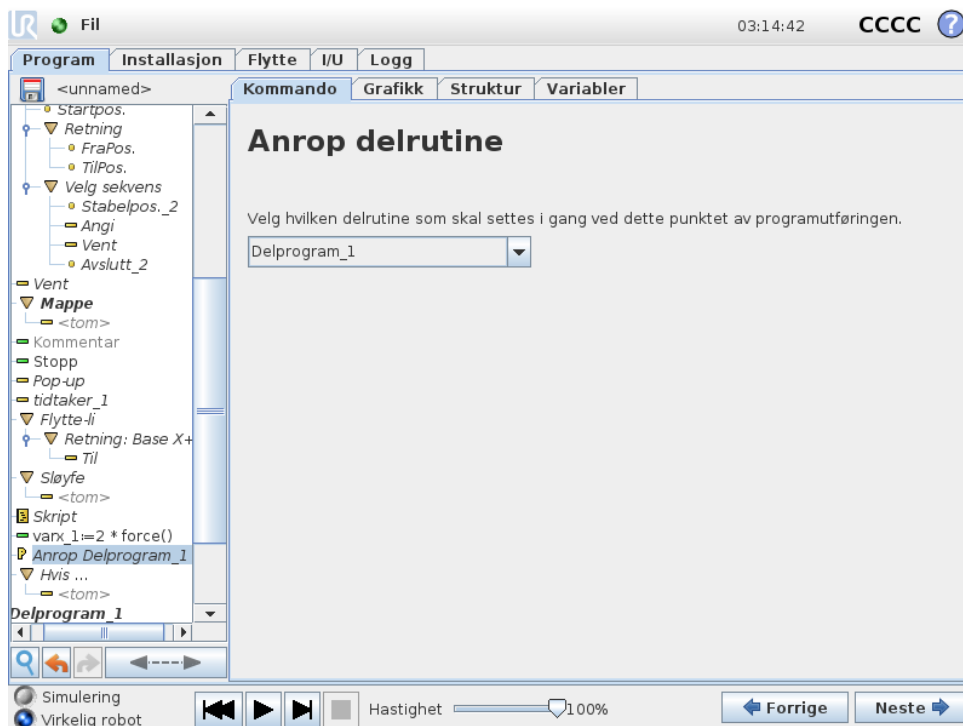 UR Fil 03:14:42 CCCC ?
Program Installasjon Flytte I/U Logg
<unnamed>
Kommando Grafikk Struktur Variabler
Startpos.
Retning
FraPos.
TilPos.
Velg sekvens
Stabelpos._2
Angi
Vent
Avslutt_2
Vent
Mappe
<tom>
Kommentar
Stopp
Pop-up
tidtaker_1
Flytte-li
Retning: Base X+
Til
Sløyfe
<tom>
Skript
varx_1:=2 * force()
Anrop Delprogram_1
Hvis ...
<tom>
Delprogram_1
Anrop delrutine
Velg hvilken delrutine som skal settes i gang ved dette punktet av programutføringen.
Delprogram_1
Simulering
Virkelig robot
Hastighet 100%
Forrige Neste